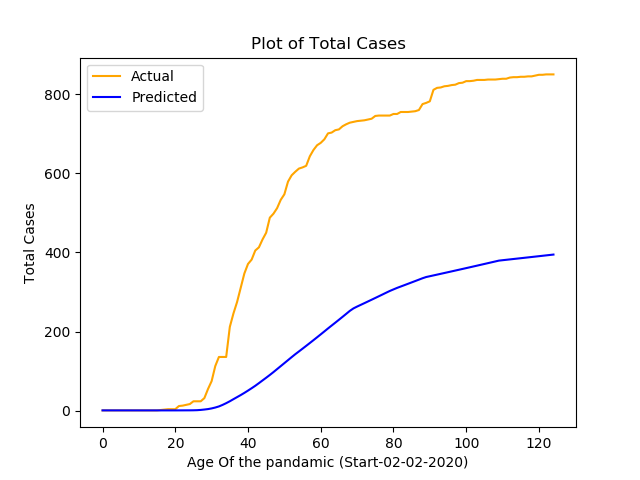 Plot of Total Cases
Actual
Predicted
Total Cases
800
600
400
200
0
0 20 40 60 80 100 120
Age Of the pandamic (Start-02-02-2020)